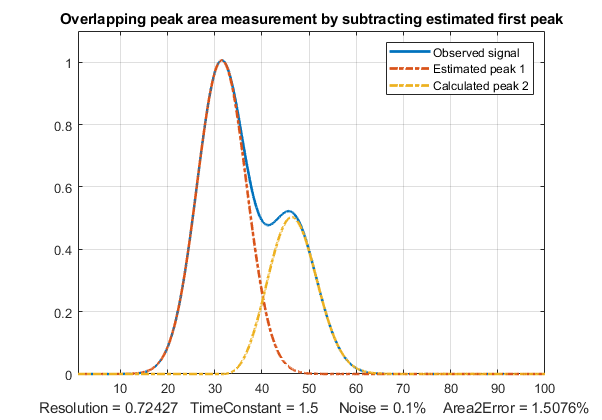 Overlapping peak area measurement by subtracting estimated first peak
Observed signal
Estimated peak 1
Calculated peak 2
1
0.8
0.6
0.4
0.2
0
10 20 30 40 50 60 70 80 90 100
Resolution = 0.72427 TimeConstant = 1.5 Noise = 0.1% Area2Error = 1.5076%